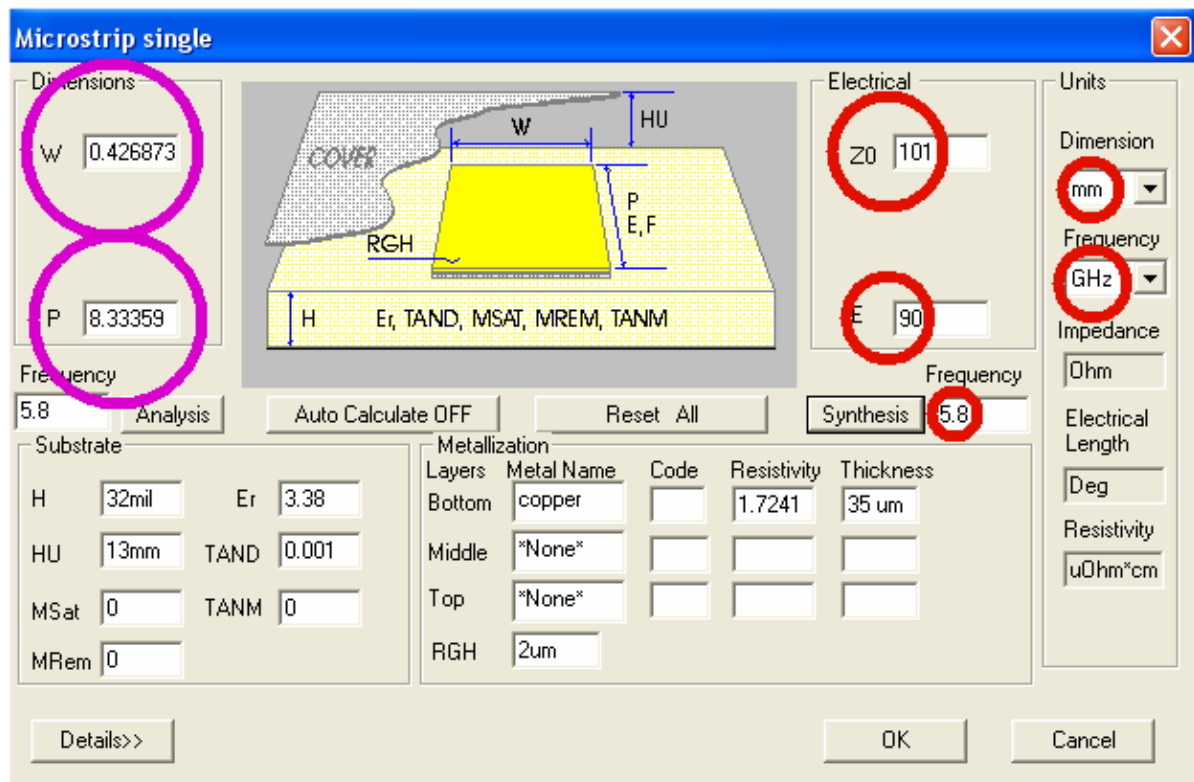 Microstrip single
Dimensions
W 0.426873
P 8.33359
COVER
W
HU
P
E, F
RGH
H Er, TAND, MSAT, MREM, TANM
Electrical
Z0 101
E 90
Units
Dimension
mm
Frequency
GHz
Impedance
Ohm
Electrical
Length
Deg
Resistivity
uOhm*cm
Frequency
5.8 Analysis Auto Calculate OFF Reset All Synthesis
Frequency
5.8
Substrate
H 32mil Er 3.38
HU 13mm TAND 0.001
MSat 0 TANM 0
MRem 0
Metallization
Layers Metal Name Code Resistivity Thickness
Bottom copper 1.7241 35 um
Middle *None*
Top *None*
RGH 2um
Details>> OK Cancel